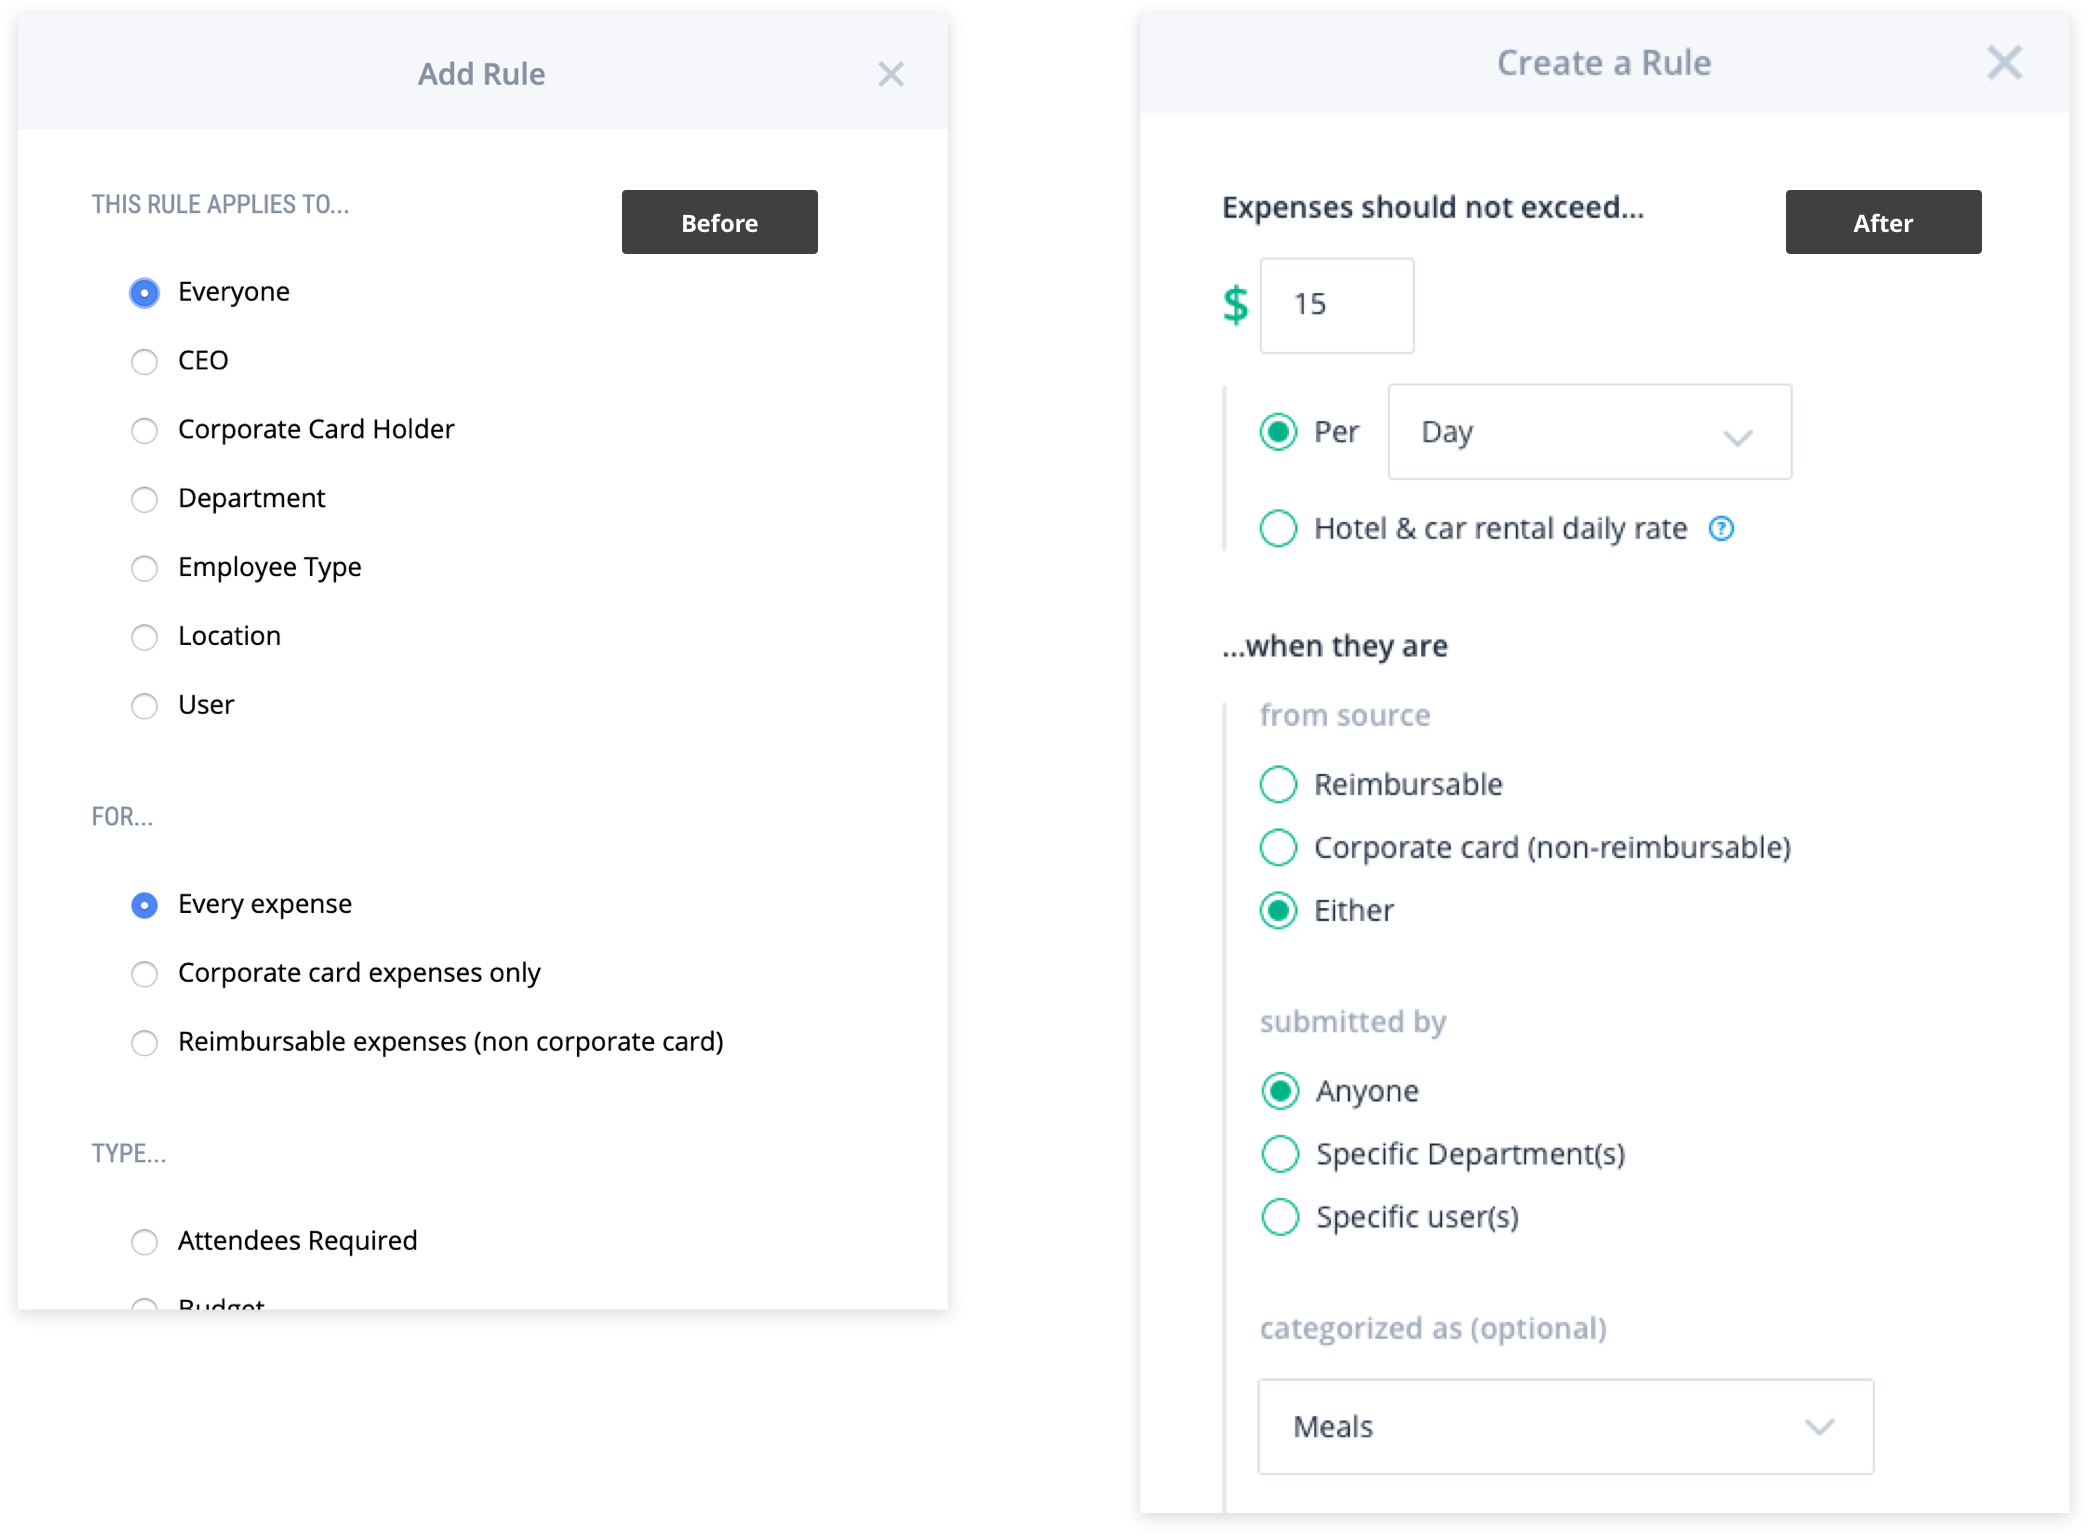 Add Rule
THIS RULE APPLIES TO...
Before
Everyone
CEO
Corporate Card Holder
Department
Employee Type
Location
User
FOR...
Every expense
Corporate card expenses only
Reimbursable expenses (non corporate card)
TYPE...
Attendees Required
Budget
Create a Rule
Expenses should not exceed...
After
$ 15
Per Day
Hotel & car rental daily rate ?
...when they are
from source
Reimbursable
Corporate card (non-reimbursable)
Either
submitted by
Anyone
Specific Department(s)
Specific user(s)
categorized as (optional)
Meals